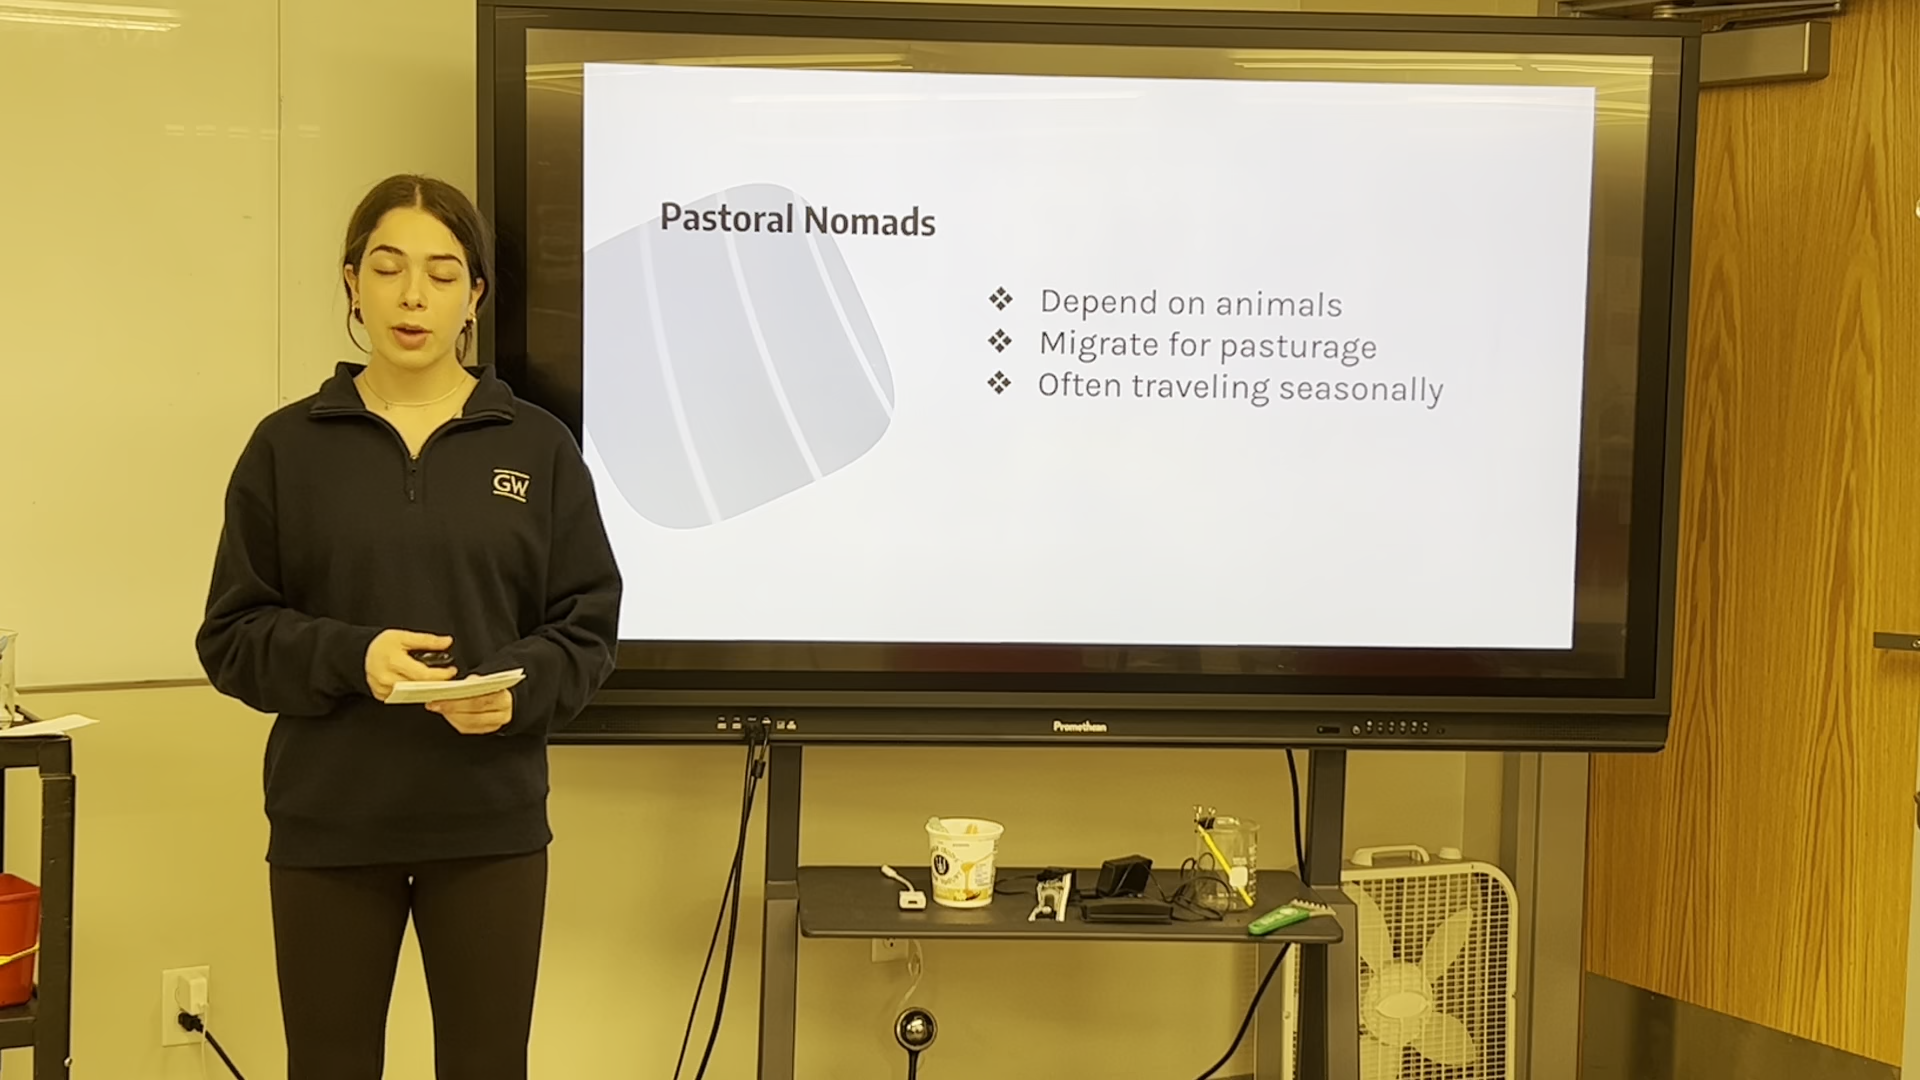 Pastoral Nomads
❖ Depend on animals
❖ Migrate for pasturage
❖ Often traveling seasonally
GW
Promethean